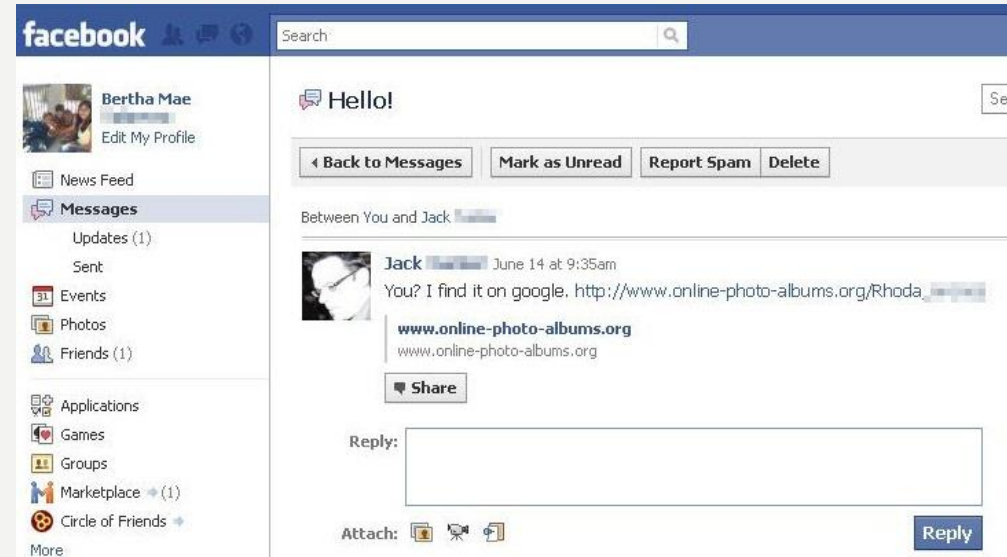 facebook
Search
Bertha Mae
Edit My Profile
News Feed
Messages
Updates (1)
Sent
31 Events
Photos
Friends (1)
Applications
Games
Groups
Marketplace (1)
Circle of Friends
More
Hello!
Se
Back to Messages
Mark as Unread
Report Spam
Delete
Between You and Jack
Jack June 14 at 9:35am
You? I find it on google. http://www.online-photo-albums.org/Rhoda_
www.online-photo-albums.org
www.online-photo-albums.org
Share
Reply:
Attach:
Reply